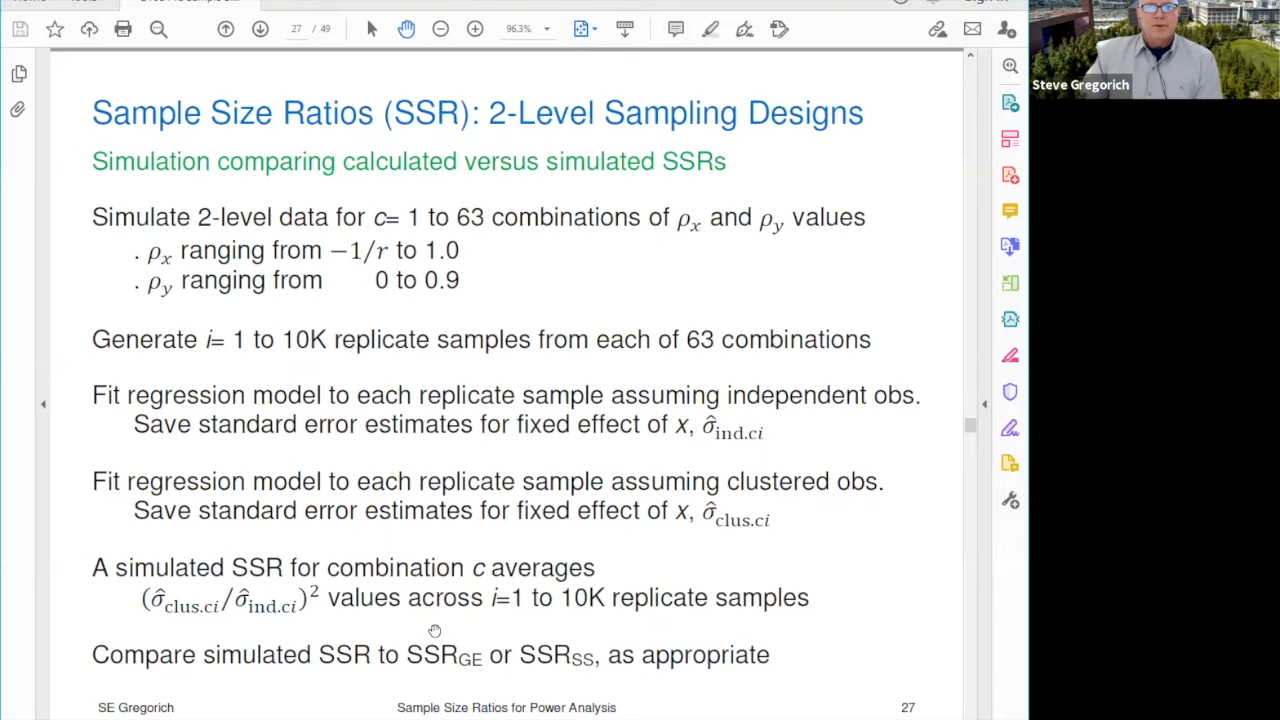 27 / 49
96.3%
Steve Gregorich
Sample Size Ratios (SSR): 2-Level Sampling Designs
Simulation comparing calculated versus simulated SSRs
Simulate 2-level data for c= 1 to 63 combinations of ρx and ρy values
. ρx ranging from −1/r to 1.0
. ρy ranging from 0 to 0.9
Generate i= 1 to 10K replicate samples from each of 63 combinations
Fit regression model to each replicate sample assuming independent obs.
Save standard error estimates for fixed effect of x, σ̂ind.ci
Fit regression model to each replicate sample assuming clustered obs.
Save standard error estimates for fixed effect of x, σ̂clus.ci
A simulated SSR for combination c averages
(σ̂clus.ci/σ̂ind.ci)² values across i=1 to 10K replicate samples
Compare simulated SSR to SSRGE or SSRSS, as appropriate
SE Gregorich
Sample Size Ratios for Power Analysis
27